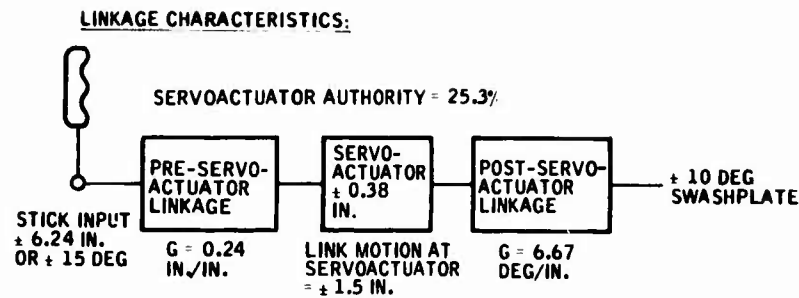 LINKAGE CHARACTERISTICS:
SERVOACTUATOR AUTHORITY = 25.3%
PRE-SERVO-
ACTUATOR
LINKAGE
SERVO-
ACTUATOR
± 0.38
IN.
POST-SERVO-
ACTUATOR
LINKAGE
± 10 DEG
SWASHPLATE
STICK INPUT
± 6.24 IN.
OR ± 15 DEG
G = 0.24
IN./IN.
LINK MOTION AT
SERVOACTUATOR
= ± 1.5 IN.
G = 6.67
DEG/IN.